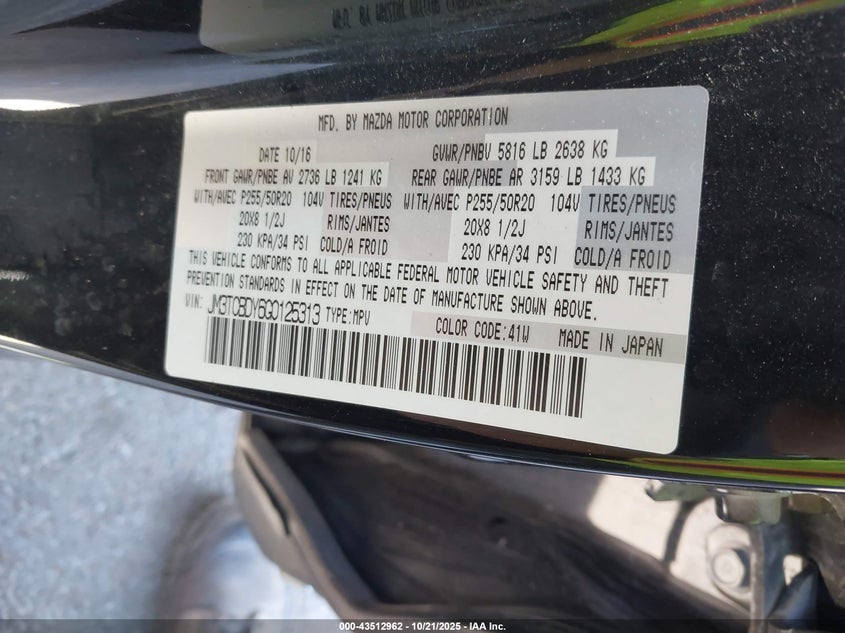 MFD. BY MAZDA MOTOR CORPORATION
DATE 10/16 GVWR/PNBV 5816 LB 2638 KG
FRONT GAWR/PNBE AV 2736 LB 1241 KG REAR GAWR/PNBE AR 3159 LB 1433 KG
WITH/AVEC P255/50R20 104V TIRES/PNEUS WITH/AVEC P255/50R20 104V TIRES/PNEUS
20X8 1/2J RIMS/JANTES 20X8 1/2J RIMS/JANTES
230 KPA/34 PSI COLD/A FROID 230 KPA/34 PSI COLD/A FROID
THIS VEHICLE CONFORMS TO ALL APPLICABLE FEDERAL MOTOR VEHICLE SAFETY AND THEFT
PREVENTION STANDARDS IN EFFECT ON THE DATE OF MANUFACTURE SHOWN ABOVE.
VIN: JM3TCBDY6G0125313 TYPE:MPV
COLOR CODE:41W MADE IN JAPAN
000-43512962 - 10/21/2025 - IAA Inc.